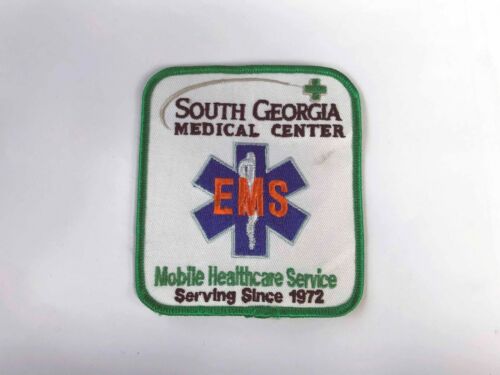 SOUTH GEORGIA
MEDICAL CENTER
EMS
Mobile Healthcare Service
Serving Since 1972